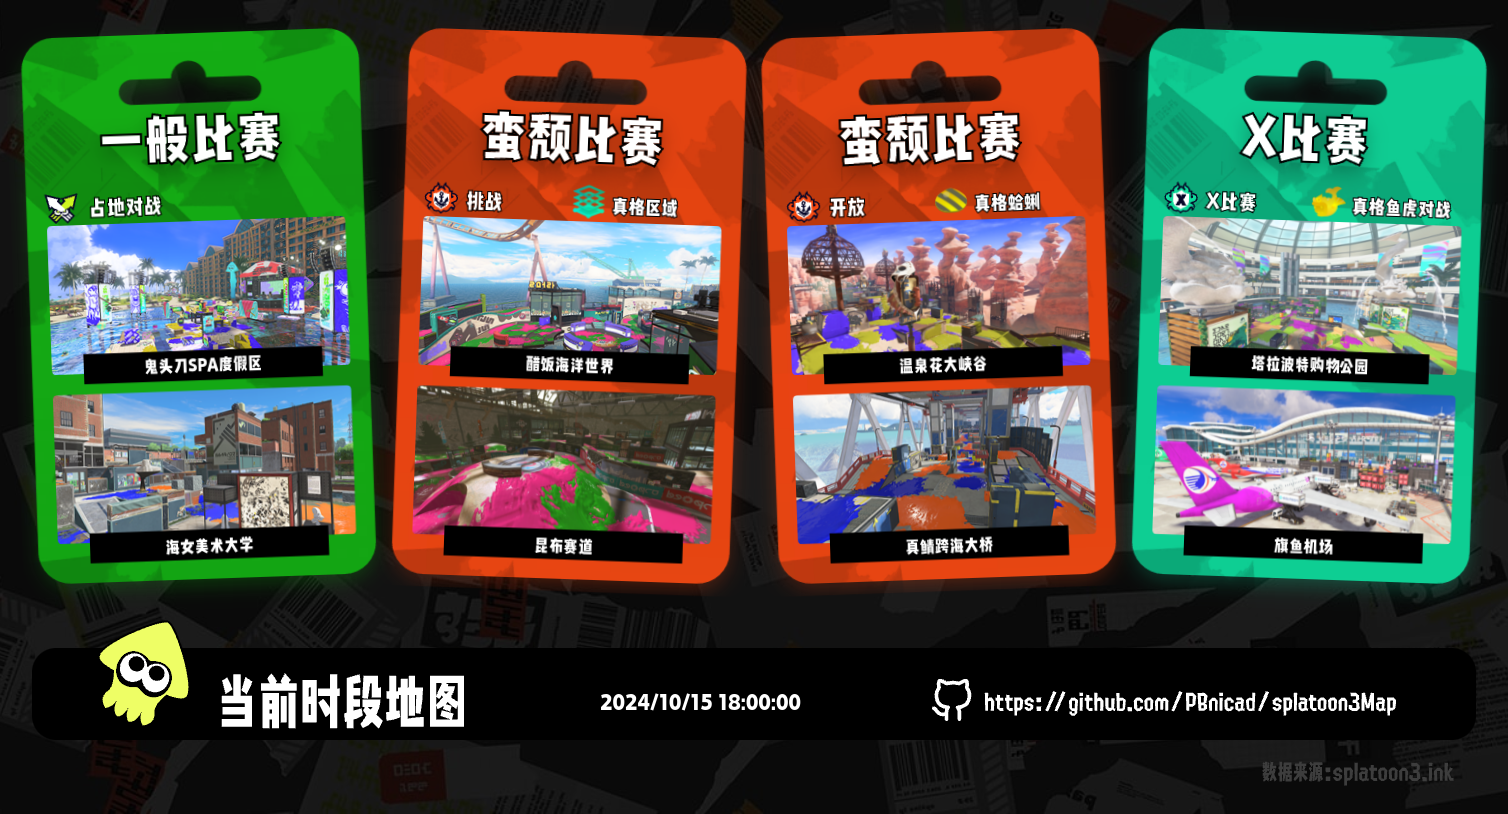 一般比赛
占地对战
鬼头刀SPA度假区
海女美术大学
蛮颓比赛
挑战
真格区域
醋饭海洋世界
昆布赛道
蛮颓比赛
开放
真格蛤蜊
温泉花大峡谷
真鲭跨海大桥
X比赛
X比赛
真格鱼虎对战
塔拉波特购物公园
旗鱼机场
当前时段地图
2024/10/15 18:00:00
https://github.com/PBnicad/splatoon3Map
数据来源:splatoon3.ink